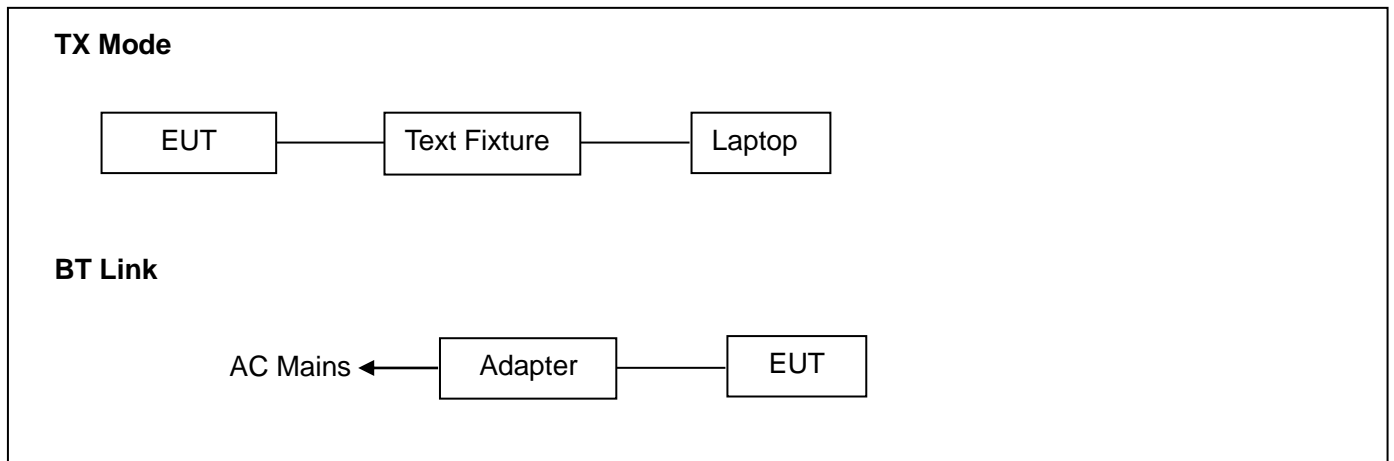 TX Mode
EUT Text Fixture Laptop
BT Link
AC Mains Adapter EUT